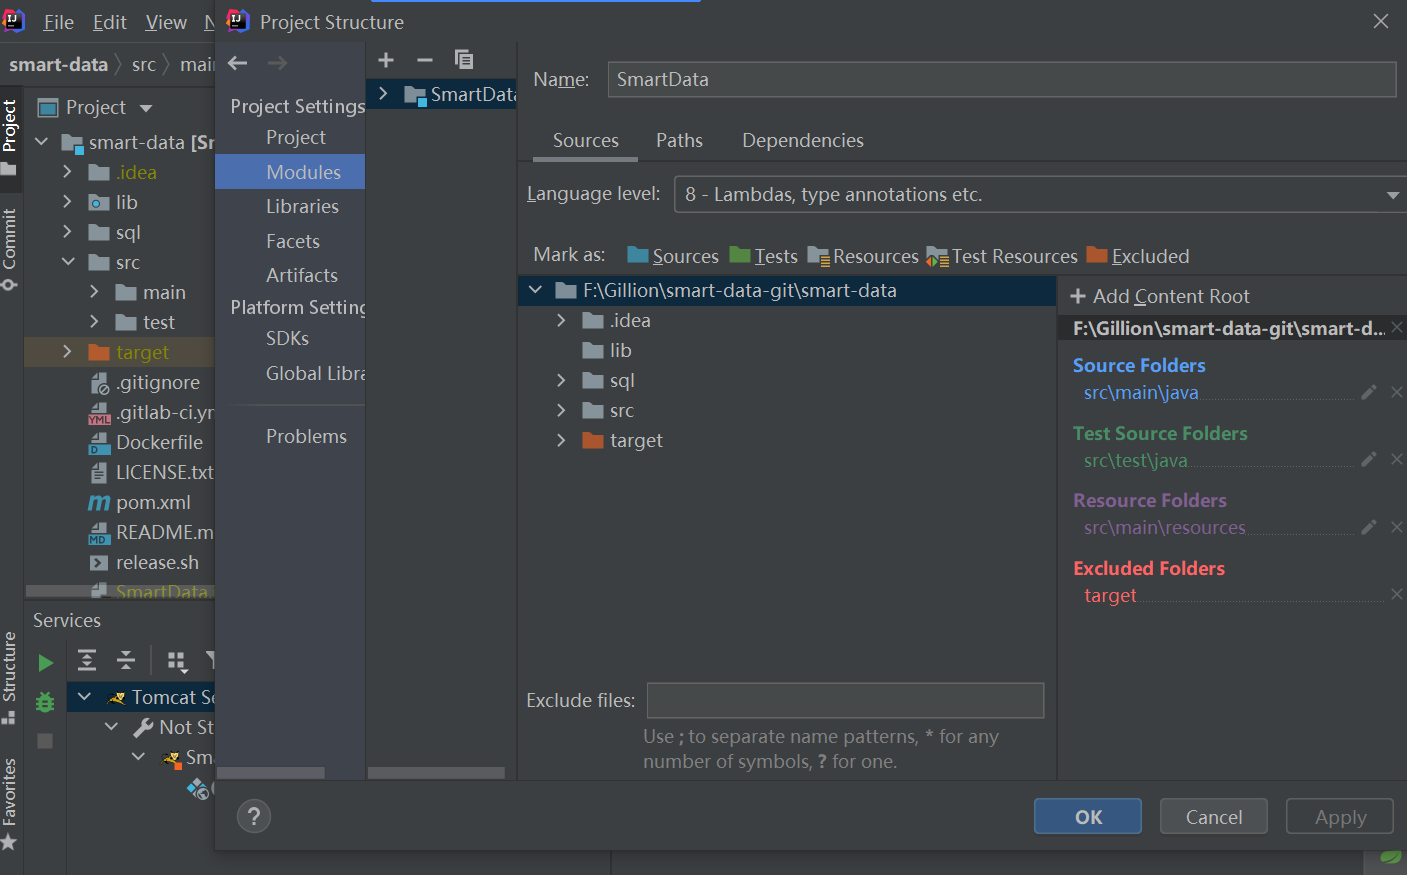 File Edit View N
Project Structure
smart-data src mai
Project
smart-data [Sr
.idea
lib
sql
src
main
test
target
.gitignore
.gitlab-ci.yn
Dockerfile
LICENSE.txt
pom.xml
README.m
release.sh
SmartData
Project
Commit
Structure
Favorites
Services
Tomcat Se
Not St
Sma
Project Settings
Project
Modules
Libraries
Facets
Artifacts
Platform Setting
SDKs
Global Libra
Problems
SmartData
Name: SmartData
Sources Paths Dependencies
Language level: 8 - Lambdas, type annotations etc.
Mark as: Sources Tests Resources Test Resources Excluded
F:\Gillion\smart-data-git\smart-data
.idea
lib
sql
src
target
Add Content Root
F:\Gillion\smart-data-git\smart-d...
Source Folders
src\main\java
Test Source Folders
src\test\java
Resource Folders
src\main\resources
Excluded Folders
target
Exclude files:
Use ; to separate name patterns, * for any
number of symbols, ? for one.
? OK Cancel Apply